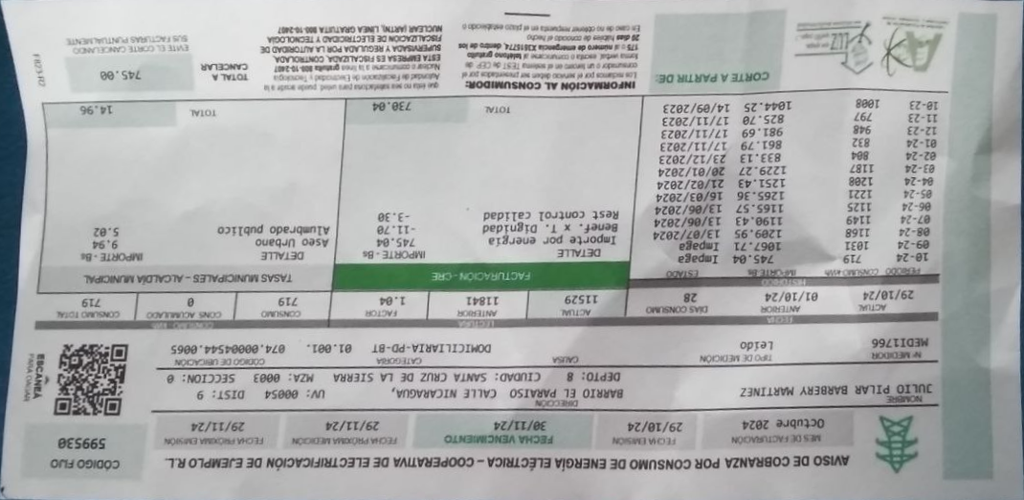 AVISO DE COBRANZA POR CONSUMO DE ENERGÍA ELÉCTRICA – COOPERATIVA DE ELECTRIFICACIÓN DE EJEMPLO R.L.
CÓDIGO FIJO
599530
MES DE FACTURACIÓN
Octubre 2024
FECHA EMISIÓN
29/10/24
FECHA VENCIMIENTO
30/11/24
FECHA PRÓXIMA MEDICIÓN
29/11/24
FECHA PRÓXIMA EMISIÓN
29/11/24
NOMBRE
JULIO PILAR BARBERY MARTINEZ
DIRECCIÓN
BARRIO EL PARAISO CALLE NICARAGUA, UV: 00054 DIST: 9
DEPTO: 8 CIUDAD: SANTA CRUZ DE LA SIERRA MZA: 0003 SECCION: 0
ESCANEÁ
PARA PAGAR
Nº MEDIDOR TIPO DE MEDICIÓN CAUSA CATEGORÍA CÓDIGO DE UBICACIÓN
MEDI1766 Leído DOMICILIARIA-PD-BT 01.001. 074.00004544.0065
FECHA LECTURA CONSUMO - kWh
ACTUAL ANTERIOR DIAS CONSUMO ACTUAL ANTERIOR FACTOR CONSUMO CONS ACUMULADO CONSUMO TOTAL
29/10/24 01/10/24 28 11529 11841 1.04 719 0 719
HISTÓRICO
PERIODO CONSUMO-kWh IMPORTE-Bs ESTADO
10-24 719 745.04 Impaga
09-24 1031 1067.71 Impaga
08-24 1168 1209.95 13/07/2024
07-24 1149 1190.43 13/06/2024
06-24 1125 1165.57 13/06/2024
05-24 1221 1265.36 16/03/2024
04-24 1208 1251.43 21/02/2024
03-24 1187 1229.27 20/01/2024
02-24 804 833.13 23/12/2023
01-24 832 861.79 17/11/2023
12-23 948 981.69 17/11/2023
11-23 797 825.70 17/11/2023
10-23 1008 1044.25 14/09/2023
FACTURACIÓN-CRE
DETALLE IMPORTE-Bs
Importe por energía 745.04
Benef. x T. Dignidad -11.70
Rest control calidad -3.30
TOTAL 730.04
TASAS MUNICIPALES - ALCALDÍA MUNICIPAL
DETALLE IMPORTE-Bs
Aseo Urbano 9.94
Alumbrado publico 5.02
TOTAL 14.96
CORTE A PARTIR DE:
LUZ
INFORMACIÓN AL CONSUMIDOR:
Los reclamos por el servicio deben ser presentados por el
consumidor o un tercero en el sistema TEST de CEP, de
forma verbal, escrita o comunicarse al teléfono gratuito
175 o al número de emergencia X3316774, dentro de los
20 días hábiles de conocido el hecho
En caso de no obtener respuesta en el plazo establecido o
que ésta no sea satisfactoria para usted, puede acudir a la
Autoridad de Fiscalización de Electricidad y Tecnología
Nuclear o comunicarse a la línea gratuita 800-10-2407
ESTA EMPRESA ES FISCALIZADA, CONTROLADA,
SUPERVISADA Y REGULADA POR LA AUTORIDAD DE
FISCALIZACIÓN DE ELECTRICIDAD Y TECNOLOGÍA
NUCLEAR (AETN), LÍNEA GRATUITA 800-10-2407
TOTAL A
CANCELAR
745.00
EVITE EL CORTE CANCELANDO
SUS FACTURAS PUNTUALMENTE